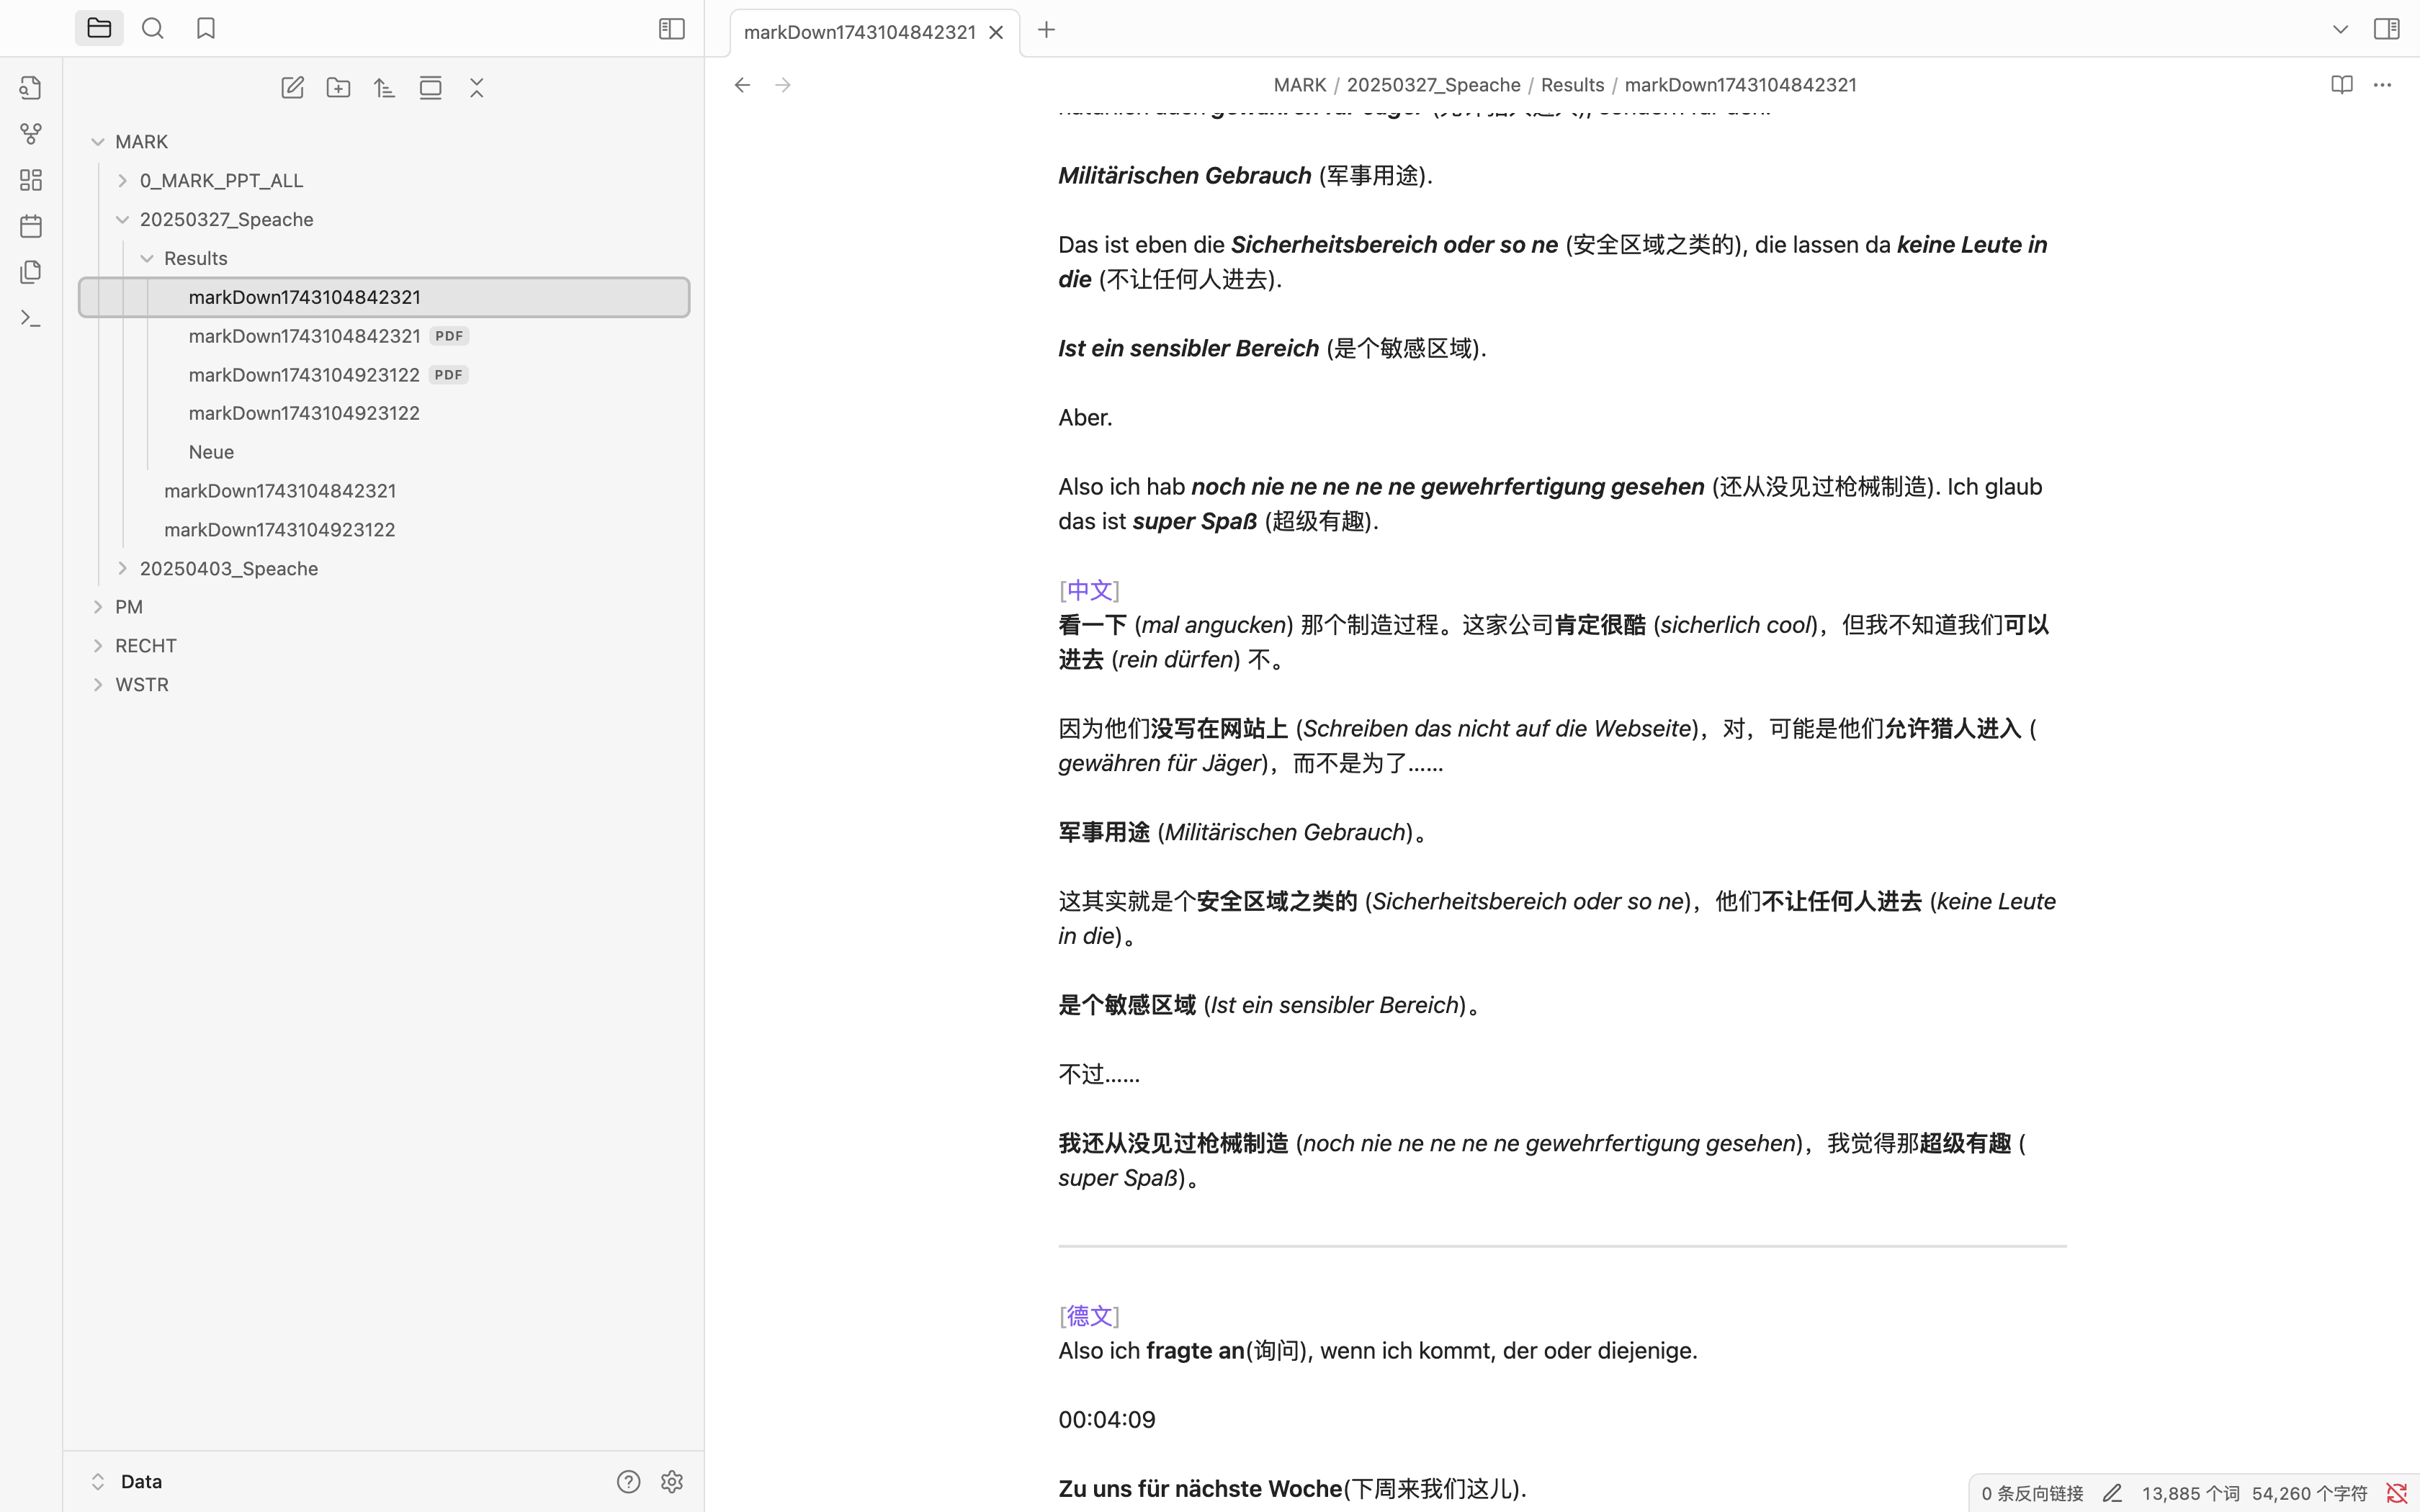 markDown1743104842321
MARK / 20250327_Speache / Results / markDown1743104842321
MARK
0_MARK_PPT_ALL
20250327_Speache
Results
markDown1743104842321
markDown1743104842321 PDF
markDown1743104923122 PDF
markDown1743104923122
Neue
markDown1743104842321
markDown1743104923122
20250403_Speache
PM
RECHT
WSTR
Data
Militärischen Gebrauch (军事用途).
Das ist eben die Sicherheitsbereich oder so ne (安全区域之类的), die lassen da keine Leute in
die (不让任何人进去).
Ist ein sensibler Bereich (是个敏感区域).
Aber.
Also ich hab noch nie ne ne ne ne gewehrfertigung gesehen (还从没见过枪械制造). Ich glaub
das ist super Spaß (超级有趣).
[中文]
看一下 (mal angucken) 那个制造过程。这家公司肯定很酷 (sicherlich cool)，但我不知道我们可以
进去 (rein dürfen) 不。
因为他们没写在网站上 (Schreiben das nicht auf die Webseite)，对，可能是他们允许猎人进入 (
gewähren für Jäger)，而不是为了……
军事用途 (Militärischen Gebrauch)。
这其实就是个安全区域之类的 (Sicherheitsbereich oder so ne)，他们不让任何人进去 (keine Leute
in die)。
是个敏感区域 (Ist ein sensibler Bereich)。
不过……
我还从没见过枪械制造 (noch nie ne ne ne ne gewehrfertigung gesehen)，我觉得那超级有趣 (
super Spaß)。
[德文]
Also ich fragte an(询问), wenn ich kommt, der oder diejenige.
00:04:09
Zu uns für nächste Woche(下周来我们这儿).
0 条反向链接 13,885 个词 54,260 个字符